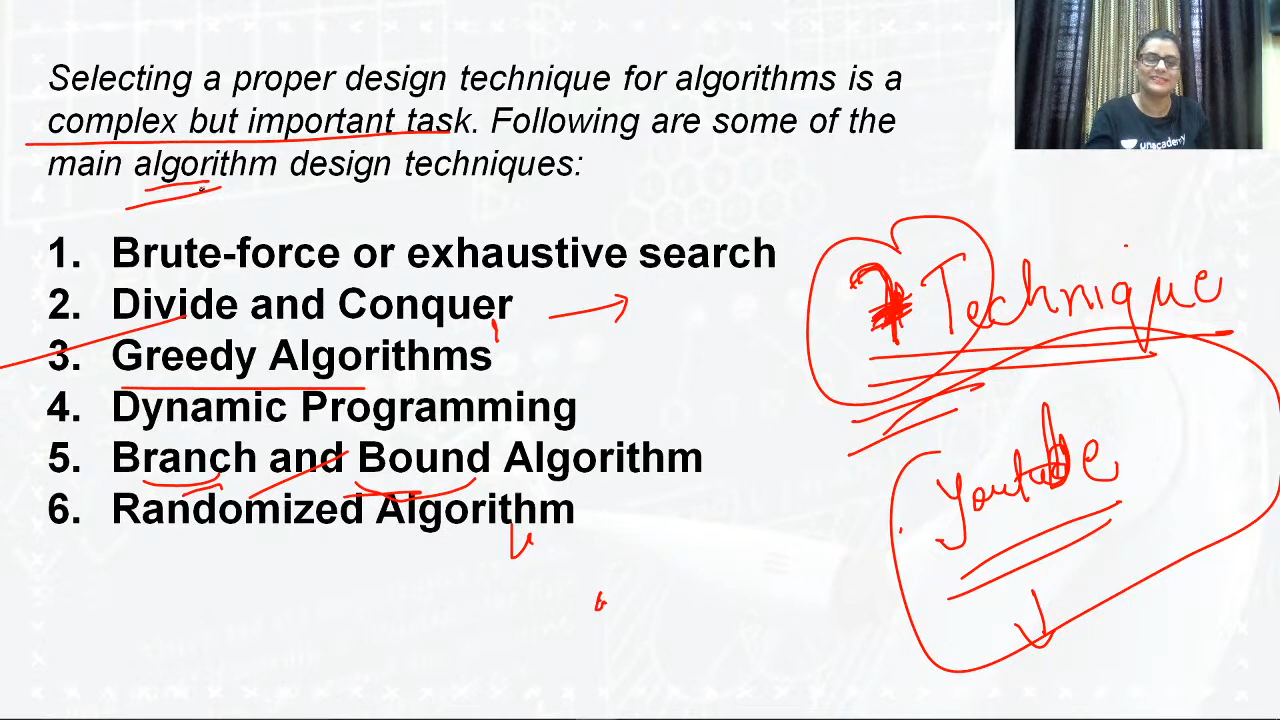 Selecting a proper design technique for algorithms is a
complex but important task. Following are some of the
main algorithm design techniques:
1. Brute-force or exhaustive search
2. Divide and Conquer
3. Greedy Algorithms
4. Dynamic Programming
5. Branch and Bound Algorithm
6. Randomized Algorithm
unacademy
Technique
Youtube